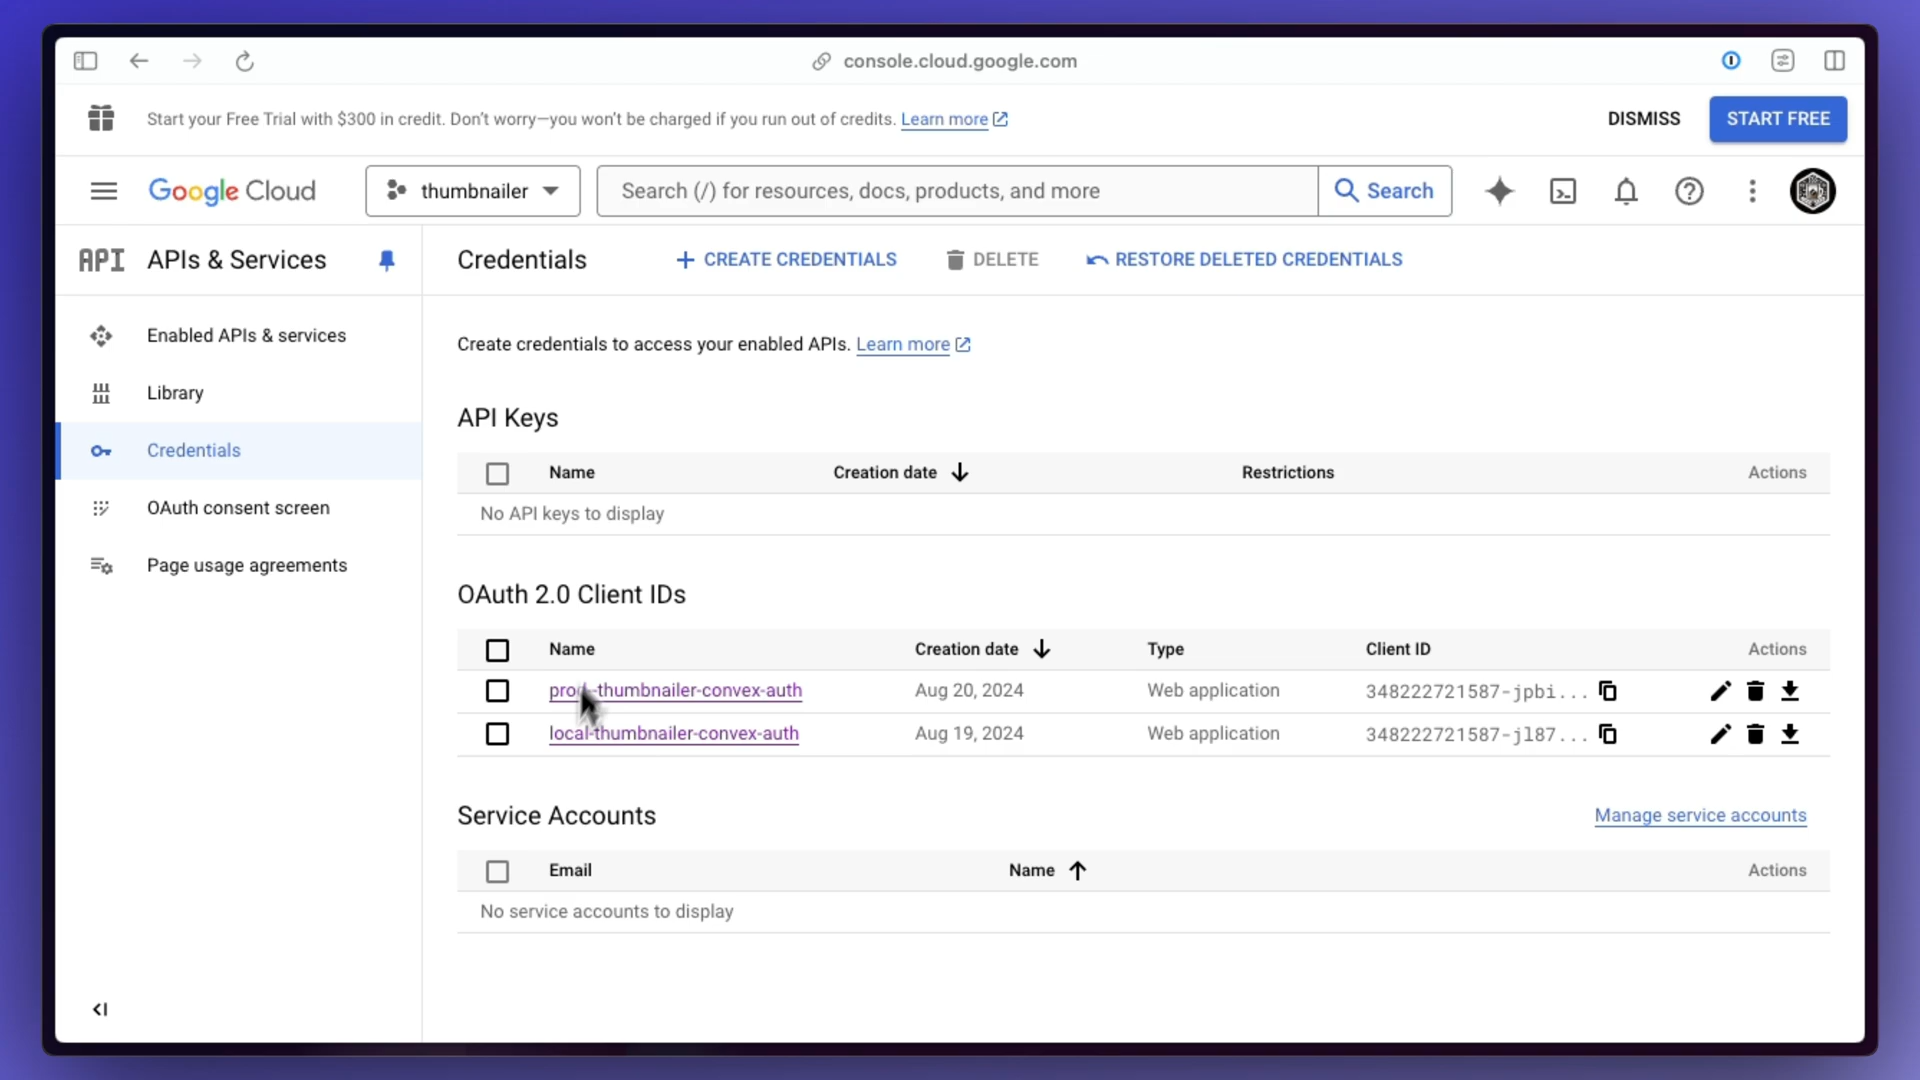 console.cloud.google.com
Start your Free Trial with $300 in credit. Don't worry—you won't be charged if you run out of credits. Learn more
DISMISS
START FREE
Google Cloud
thumbnailer
Search (/) for resources, docs, products, and more
Search
API APIs & Services
Credentials
CREATE CREDENTIALS
DELETE
RESTORE DELETED CREDENTIALS
Enabled APIs & services
Library
Credentials
OAuth consent screen
Page usage agreements
Create credentials to access your enabled APIs. Learn more
API Keys
Name Creation date Restrictions Actions
No API keys to display
OAuth 2.0 Client IDs
Name Creation date Type Client ID Actions
prod-thumbnailer-convex-auth Aug 20, 2024 Web application 348222721587-jpbi...
local-thumbnailer-convex-auth Aug 19, 2024 Web application 348222721587-jl87...
Service Accounts
Manage service accounts
Email Name Actions
No service accounts to display